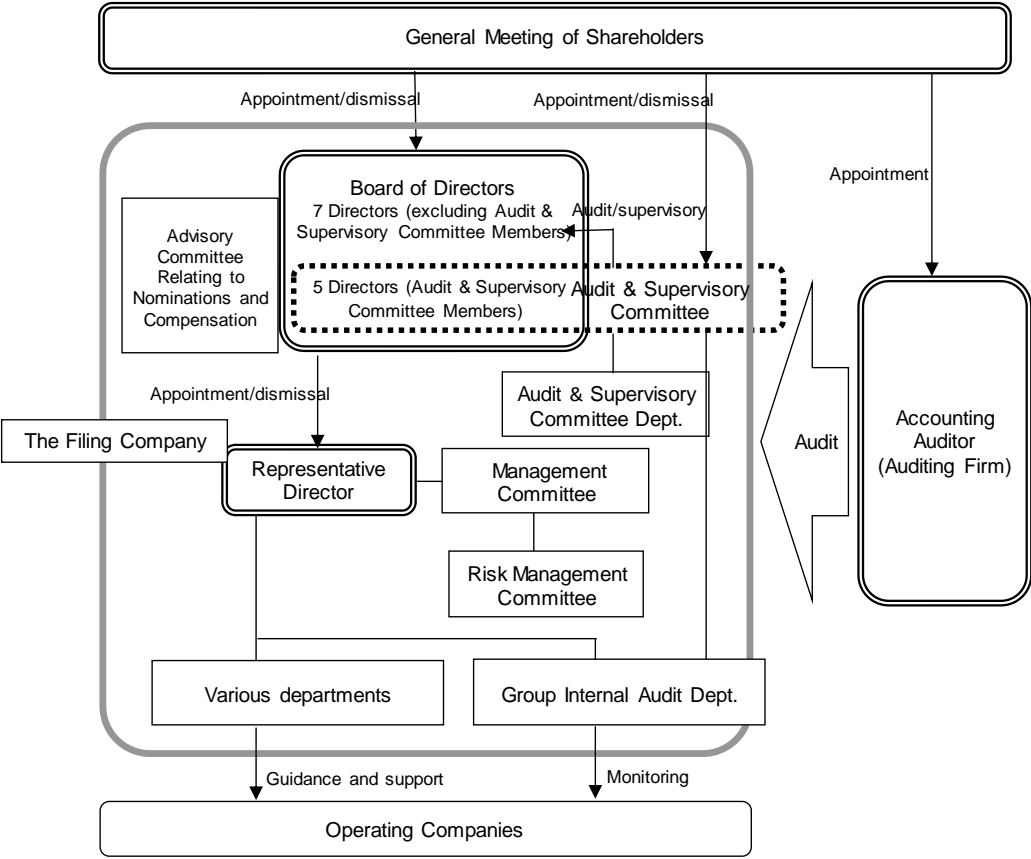 General Meeting of Shareholders
Appointment/dismissal
Appointment/dismissal
Appointment
Board of Directors
7 Directors (excluding Audit &
Supervisory Committee Members)
Audit/supervisory
Advisory
Committee
Relating to
Nominations and
Compensation
5 Directors (Audit & Supervisory
Committee Members)
Audit & Supervisory
Committee
Appointment/dismissal
Audit & Supervisory
Committee Dept.
The Filing Company
Representative
Director
Management
Committee
Audit
Accounting
Auditor
(Auditing Firm)
Risk Management
Committee
Various departments
Group Internal Audit Dept.
Guidance and support
Monitoring
Operating Companies